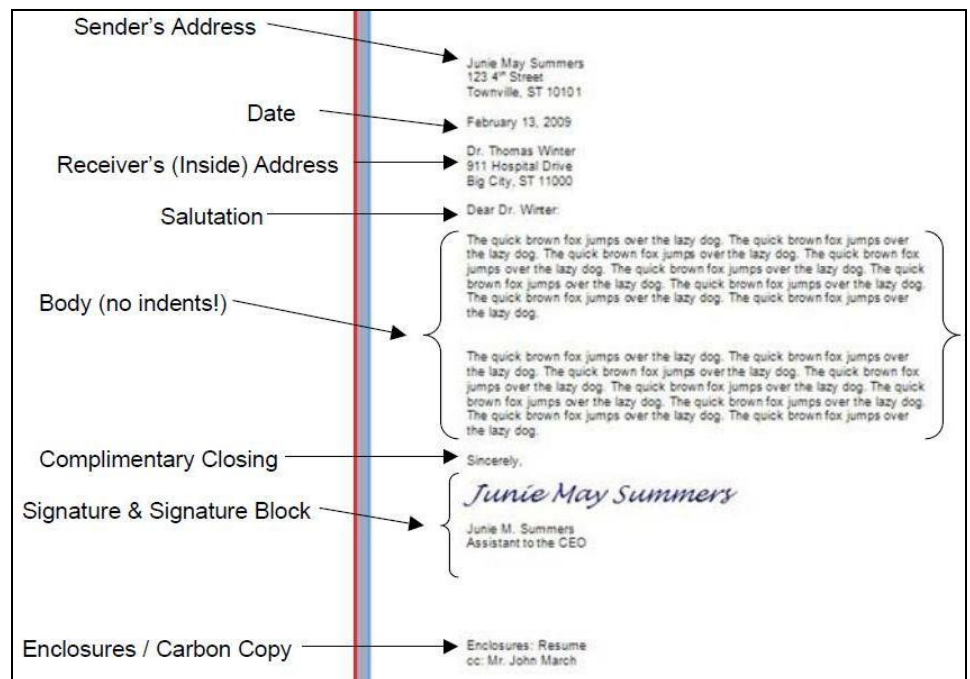 Sender's Address
Junie May Summers
123 4th Street
Townville, ST 10101
Date
February 13, 2009
Receiver's (Inside) Address
Dr. Thomas Winter
911 Hospital Drive
Big City, ST 11000
Salutation
Dear Dr. Winter:
Body (no indents!)
The quick brown fox jumps over the lazy dog. The quick brown fox jumps over
the lazy dog. The quick brown fox jumps over the lazy dog. The quick brown fox
jumps over the lazy dog. The quick brown fox jumps over the lazy dog. The quick
brown fox jumps over the lazy dog. The quick brown fox jumps over the lazy dog.
The quick brown fox jumps over the lazy dog. The quick brown fox jumps over
the lazy dog.
The quick brown fox jumps over the lazy dog. The quick brown fox jumps over
the lazy dog. The quick brown fox jumps over the lazy dog. The quick brown fox
jumps over the lazy dog. The quick brown fox jumps over the lazy dog. The quick
brown fox jumps over the lazy dog. The quick brown fox jumps over the lazy dog.
The quick brown fox jumps over the lazy dog. The quick brown fox jumps over
the lazy dog.
Complimentary Closing
Sincerely,
Signature & Signature Block
Junie May Summers
Junie M. Summers
Assistant to the CEO
Enclosures / Carbon Copy
Enclosures: Resume
cc: Mr. John March